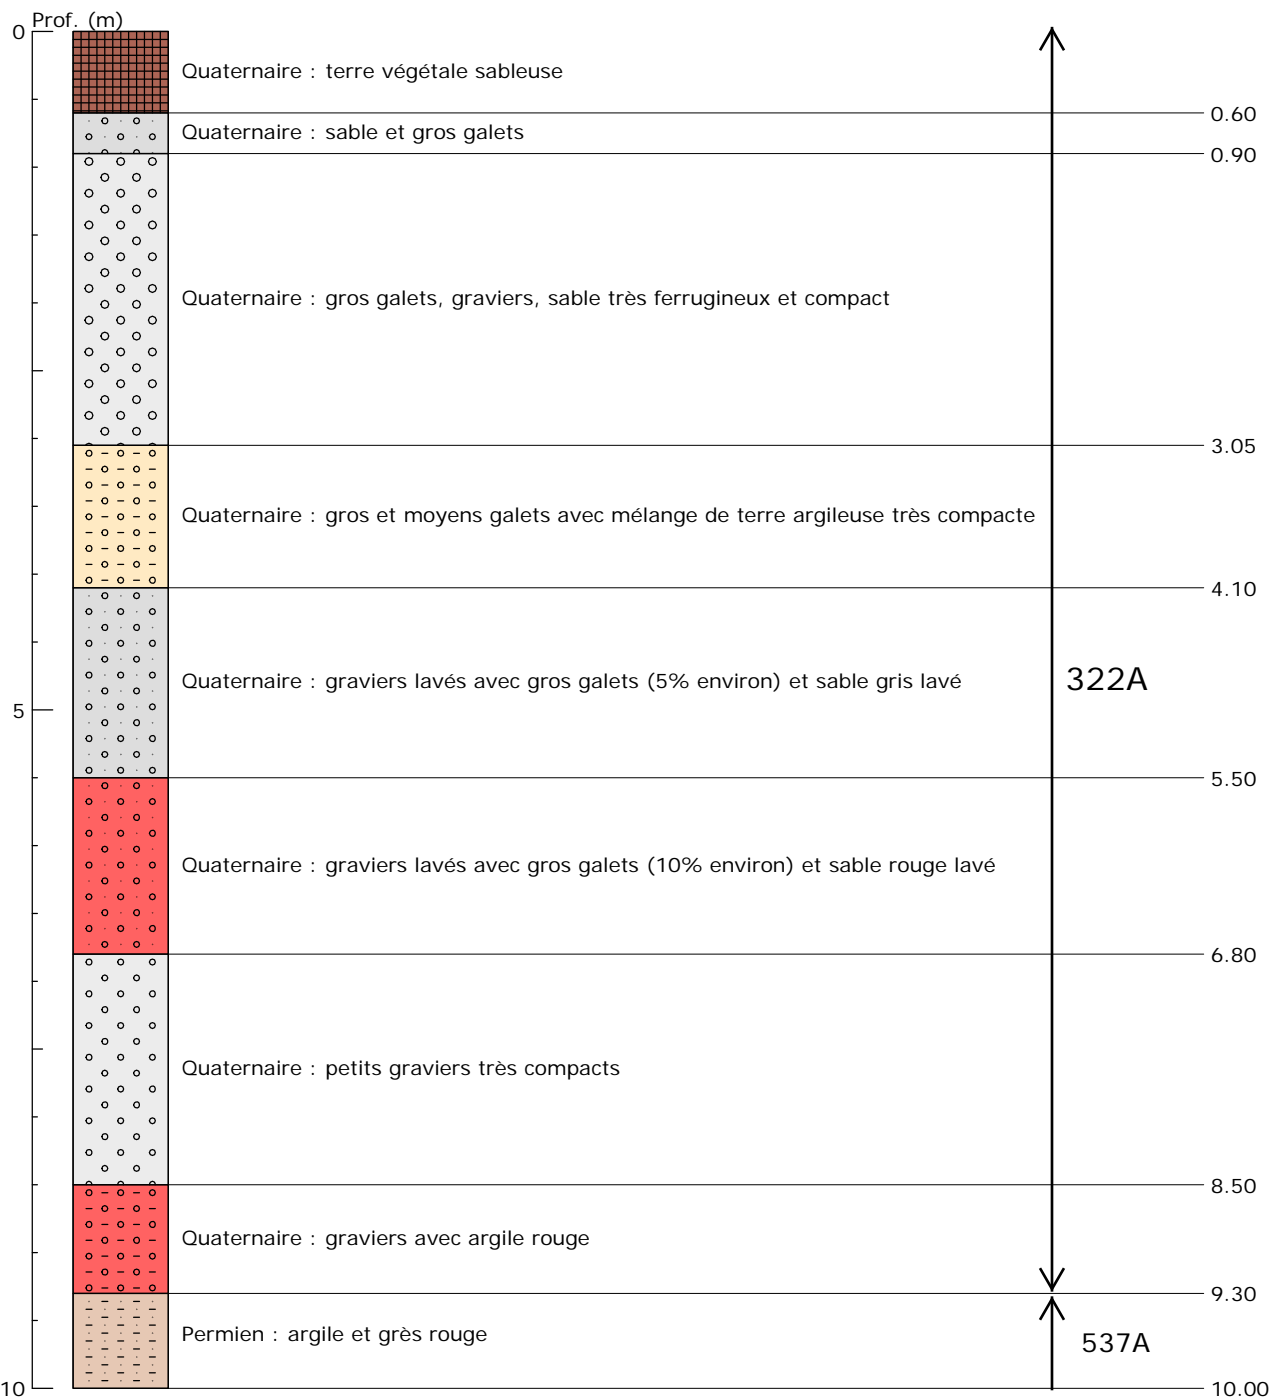 Prof. (m)
0
Quaternaire : terre végétale sableuse
0.60
Quaternaire : sable et gros galets
0.90
Quaternaire : gros galets, graviers, sable très ferrugineux et compact
3.05
Quaternaire : gros et moyens galets avec mélange de terre argileuse très compacte
4.10
Quaternaire : graviers lavés avec gros galets (5% environ) et sable gris lavé
322A
5
5.50
Quaternaire : graviers lavés avec gros galets (10% environ) et sable rouge lavé
6.80
Quaternaire : petits graviers très compacts
8.50
Quaternaire : graviers avec argile rouge
9.30
Permien : argile et grès rouge
537A
10
10.00